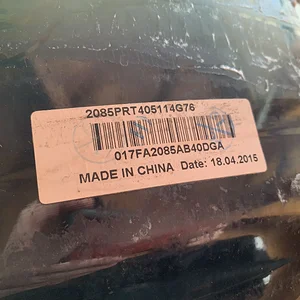 2085PRT405114G76
017FA2085AB40DGA
MADE IN CHINA Date: 18.04.2015